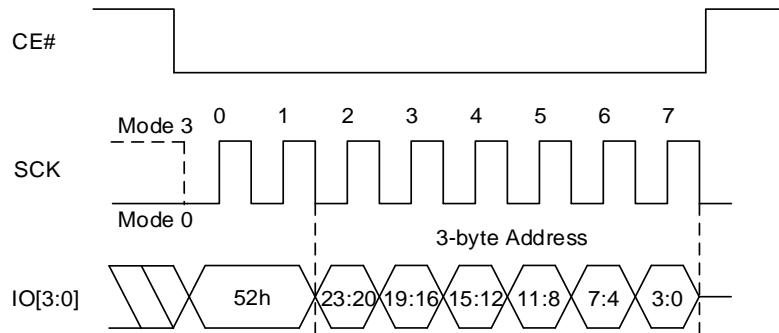 CE#
0 1 2 3 4 5 6 7
Mode 3
SCK
Mode 0
3-byte Address
IO[3:0] 52h 23:20 19:16 15:12 11:8 7:4 3:0